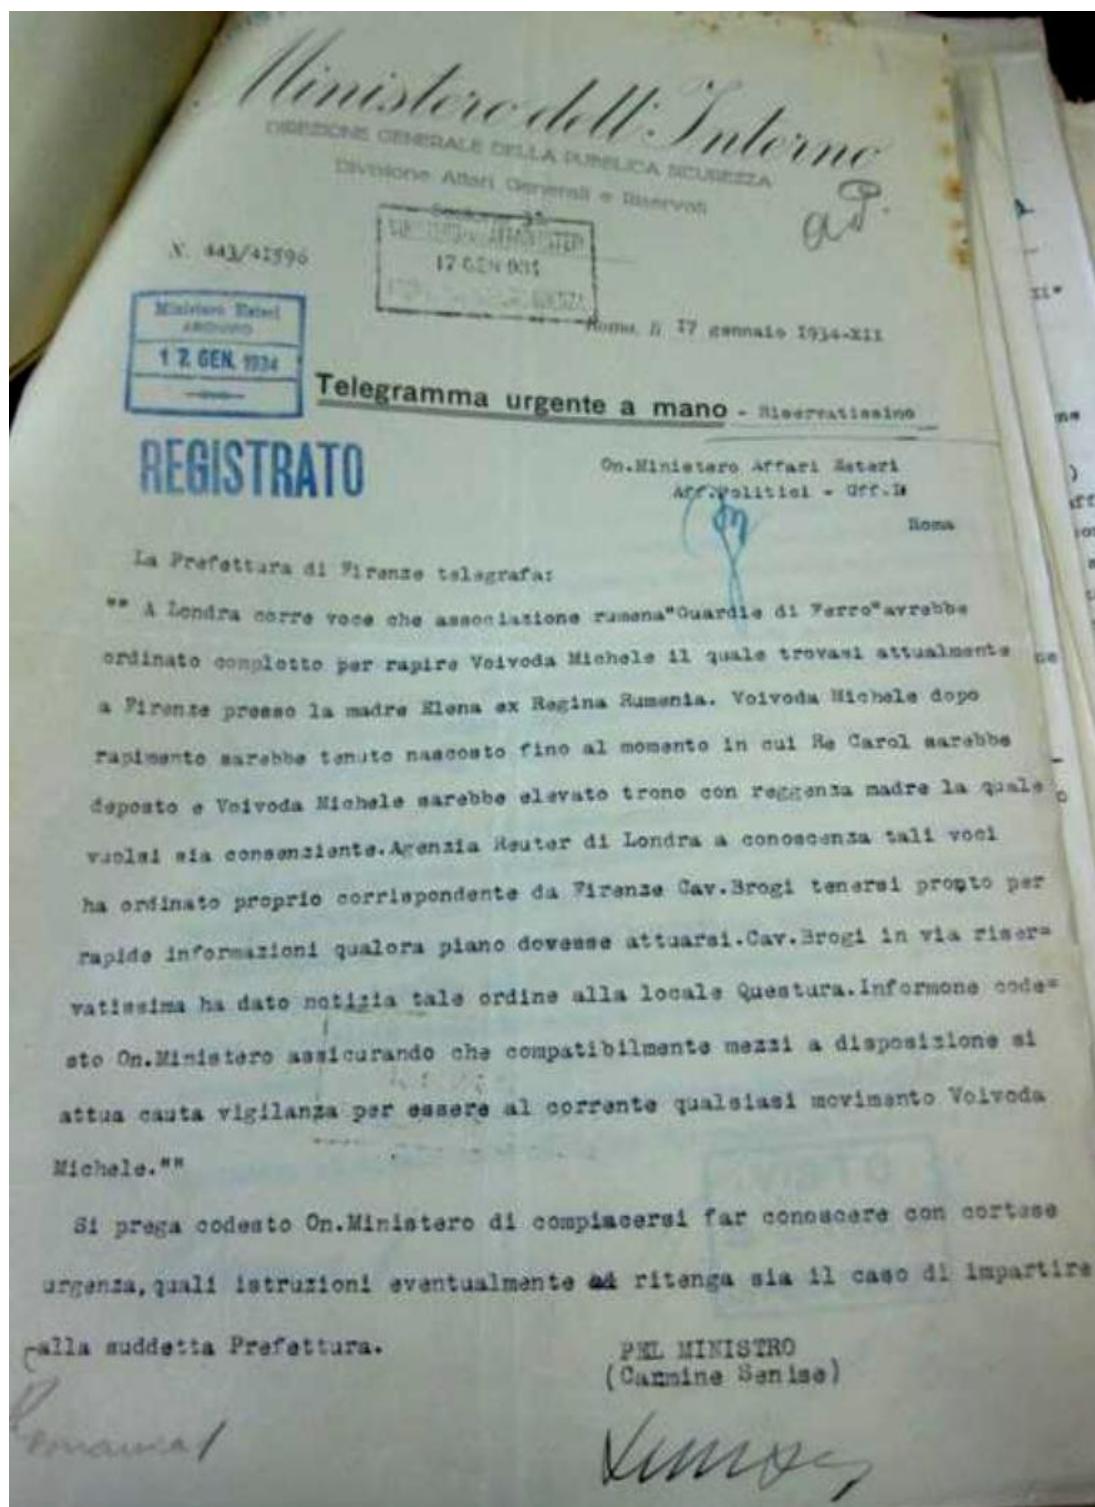 Ministero dell'Interno
DIREZIONE GENERALE DELLA PUBBLICA SICUREZZA
Divisione Affari Generali e Riservati
N. 443/41596
17 GEN 934
Roma, li 17 gennaio 1934-XII
Ministero Esteri
ARCHIVIO
17. GEN. 1934
Telegramma urgente a mano - Riservatissimo
REGISTRATO
On.Ministero Affari Esteri
Aff.Politici - Uff.
Roma
La Prefettura di Firenze telegrafa:
"" A Londra corre voce che associazione rumena"Guardie di Ferro"avrebbe
ordinato complotto per rapire Voivoda Michele il quale trovasi attualmente
a Firenze presso la madre Elena ex Regina Rumenia. Voivoda Michele dopo
rapimento sarebbe tenuto nascosto fino al momento in cui Re Carol sarebbe
deposto e Voivoda Michele sarebbe elevato trono con reggenza madre la quale
vuolsi sia consenziente.Agenzia Reuter di Londra a conoscenza tali voci
ha ordinato proprio corrispondente da Firenze Cav.Brogi tenersi pronto per
rapide informazioni qualora piano dovesse attuarsi.Cav.Brogi in via riser=
vatissima ha dato notizia tale ordine alla locale Questura.Informone code=
sto On.Ministero assicurando che compatibilmente mezzi a disposizione si
attua cauta vigilanza per essere al corrente qualsiasi movimento Voivoda
Michele.""
Si prega codesto On.Ministero di compiacersi far conoscere con cortese
urgenza,quali istruzioni eventualmente ritenga sia il caso di impartire
alla suddetta Prefettura.
PEL MINISTRO
(Carmine Senise)